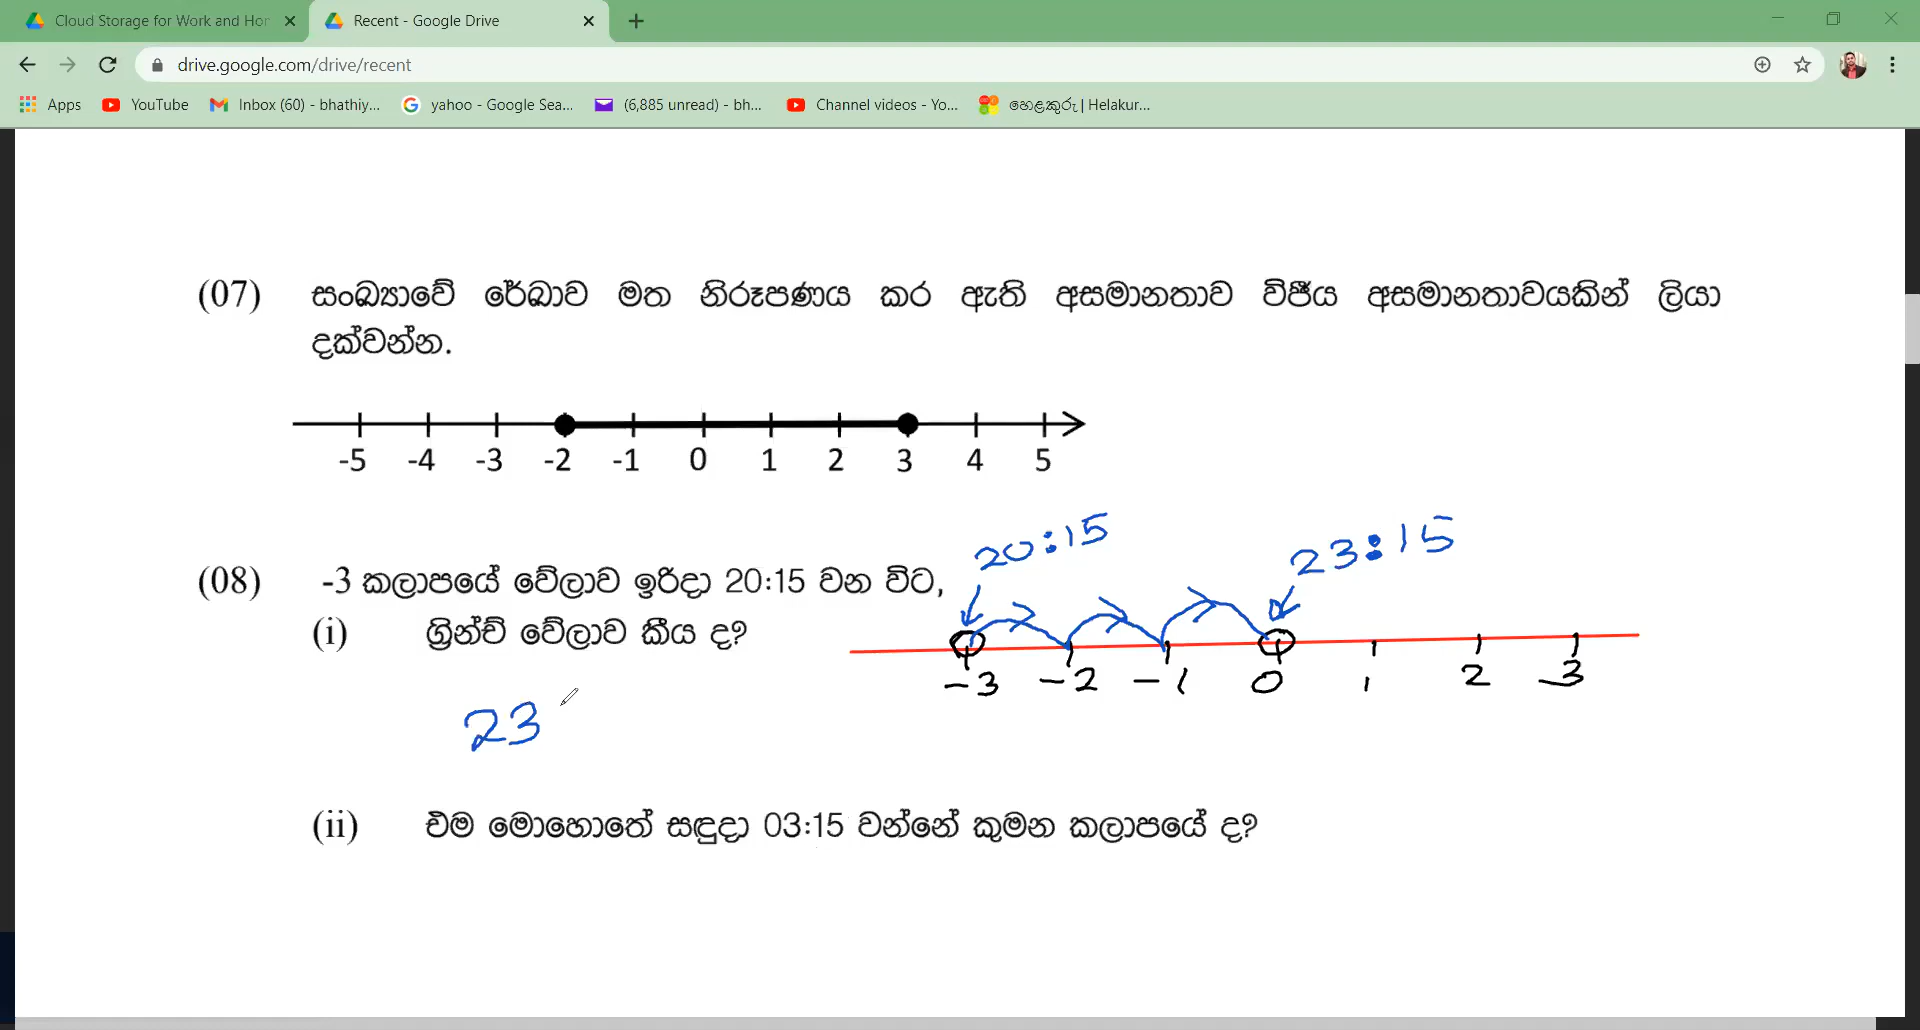 Cloud Storage for Work and Hor
Recent - Google Drive
drive.google.com/drive/recent
Apps YouTube Inbox (60) - bhathiy... yahoo - Google Sea... (6,885 unread) - bh... Channel videos - Yo... හෙළකුරු | Helakur...
(07) සංඛ්‍යාවේ රේඛාව මත නිරූපණය කර ඇති අසමානතාව විජීය අසමානතාවයකින් ලියා
දක්වන්න.
-5 -4 -3 -2 -1 0 1 2 3 4 5
20:15 23:15
(08) -3 කලාපයේ වේලාව ඉරිදා 20:15 වන විට,
(i) ග්‍රින්ච් වේලාව කීය ද?
-3 -2 -1 0 1 2 3
23
(ii) එම මොහොතේ සඳුදා 03:15 වන්නේ කුමන කලාපයේ ද?